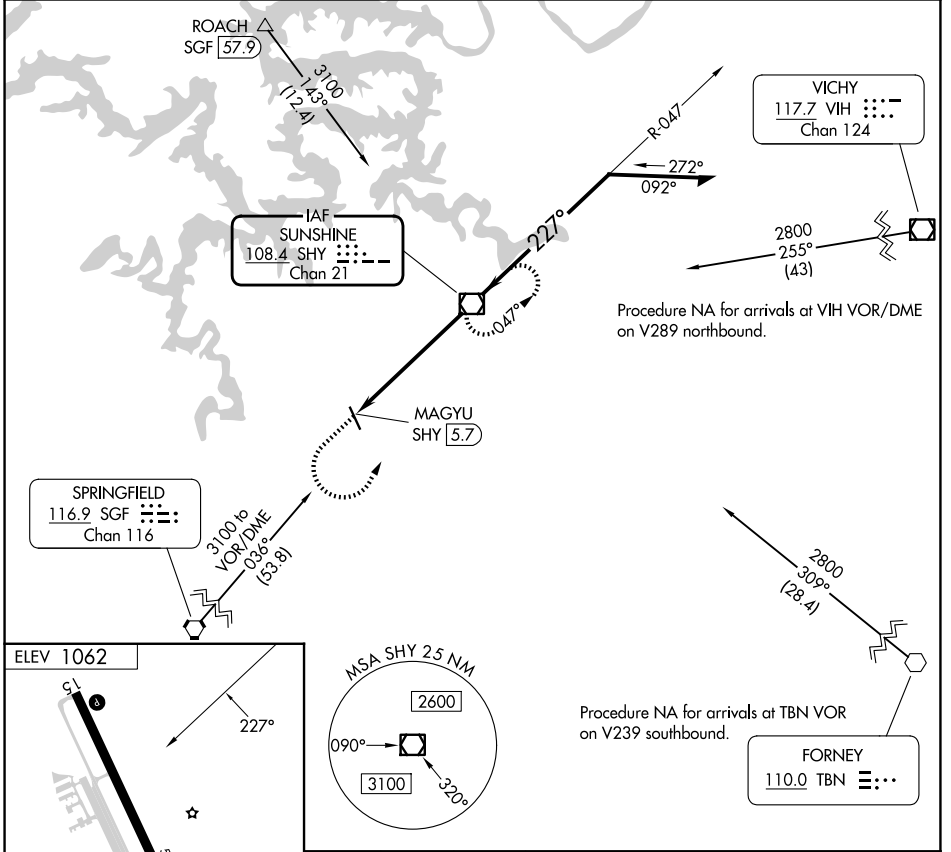 ROACH
SGF 57.9
3100
143°
(12.4)
R-047
272°
092°
VICHY
117.7 VIH
Chan 124
IAF
SUNSHINE
108.4 SHY
Chan 21
227°
047°
2800
255°
(43)
Procedure NA for arrivals at VIH VOR/DME
on V289 northbound.
MAGYU
SHY 5.7
SPRINGFIELD
116.9 SGF
Chan 116
3100 to
VOR/DME
036°
(53.8)
2800
309°
(28.4)
ELEV 1062
15
P
227°
MSA SHY 25 NM
2600
090°
3100
320°
Procedure NA for arrivals at TBN VOR
on V239 southbound.
FORNEY
110.0 TBN